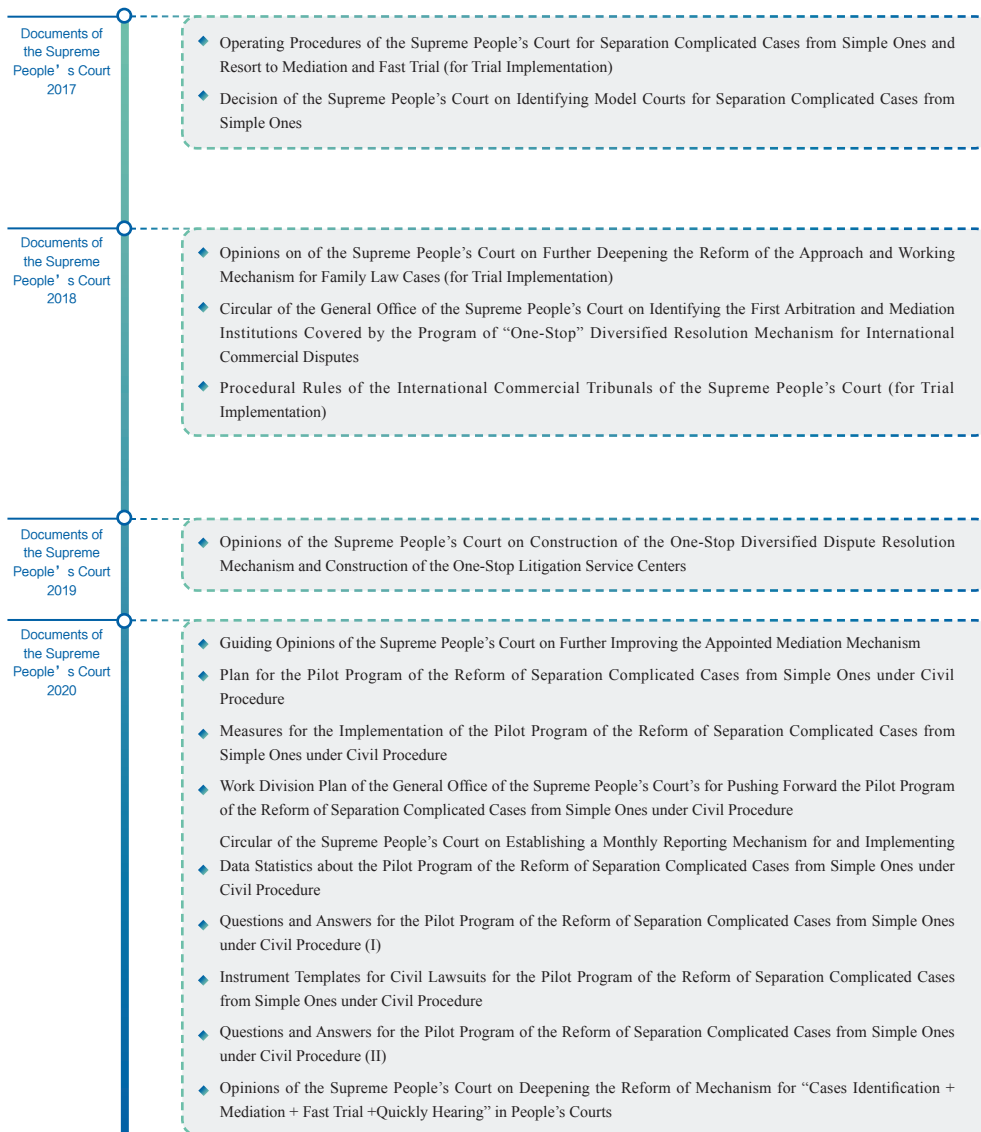 Documents of
the Supreme
People’s Court
2017
Operating Procedures of the Supreme People’s Court for Separation Complicated Cases from Simple Ones and
Resort to Mediation and Fast Trial (for Trial Implementation)
Decision of the Supreme People’s Court on Identifying Model Courts for Separation Complicated Cases from
Simple Ones
Documents of
the Supreme
People’s Court
2018
Opinions on of the Supreme People’s Court on Further Deepening the Reform of the Approach and Working
Mechanism for Family Law Cases (for Trial Implementation)
Circular of the General Office of the Supreme People’s Court on Identifying the First Arbitration and Mediation
Institutions Covered by the Program of “One-Stop” Diversified Resolution Mechanism for International
Commercial Disputes
Procedural Rules of the International Commercial Tribunals of the Supreme People’s Court (for Trial
Implementation)
Documents of
the Supreme
People’s Court
2019
Opinions of the Supreme People’s Court on Construction of the One-Stop Diversified Dispute Resolution
Mechanism and Construction of the One-Stop Litigation Service Centers
Documents of
the Supreme
People’s Court
2020
Guiding Opinions of the Supreme People’s Court on Further Improving the Appointed Mediation Mechanism
Plan for the Pilot Program of the Reform of Separation Complicated Cases from Simple Ones under Civil
Procedure
Measures for the Implementation of the Pilot Program of the Reform of Separation Complicated Cases from
Simple Ones under Civil Procedure
Work Division Plan of the General Office of the Supreme People’s Court’s for Pushing Forward the Pilot Program
of the Reform of Separation Complicated Cases from Simple Ones under Civil Procedure
Circular of the Supreme People’s Court on Establishing a Monthly Reporting Mechanism for and Implementing
Data Statistics about the Pilot Program of the Reform of Separation Complicated Cases from Simple Ones under
Civil Procedure
Questions and Answers for the Pilot Program of the Reform of Separation Complicated Cases from Simple Ones
under Civil Procedure (I)
Instrument Templates for Civil Lawsuits for the Pilot Program of the Reform of Separation Complicated Cases
from Simple Ones under Civil Procedure
Questions and Answers for the Pilot Program of the Reform of Separation Complicated Cases from Simple Ones
under Civil Procedure (II)
Opinions of the Supreme People’s Court on Deepening the Reform of Mechanism for “Cases Identification +
Mediation + Fast Trial +Quickly Hearing” in People’s Courts